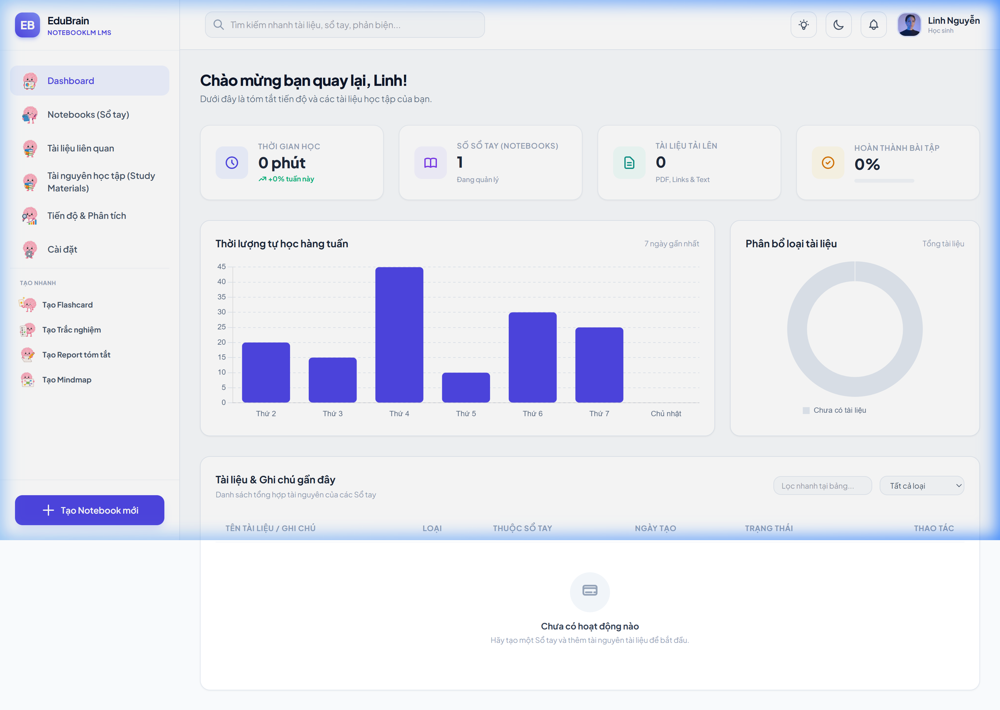 EB
EduBrain
NOTEBOOKLM LMS
Tìm kiếm nhanh tài liệu, sổ tay, phản biện...
Linh Nguyễn
Học sinh
Dashboard
Notebooks (Sổ tay)
Tài liệu liên quan
Tài nguyên học tập (Study
Materials)
Tiến độ & Phân tích
Cài đặt
TẠO NHANH
Tạo Flashcard
Tạo Trắc nghiệm
Tạo Report tóm tắt
Tạo Mindmap
Tạo Notebook mới
Chào mừng bạn quay lại, Linh!
Dưới đây là tóm tắt tiến độ và các tài liệu học tập của bạn.
THỜI GIAN HỌC
0 phút
+0% tuần này
SỐ SỔ TAY (NOTEBOOKS)
1
Đang quản lý
TÀI LIỆU TẢI LÊN
0
PDF, Links & Text
HOÀN THÀNH BÀI TẬP
0%
Thời lượng tự học hàng tuần
7 ngày gần nhất
45
40
35
30
25
20
15
10
5
0
Thứ 2
Thứ 3
Thứ 4
Thứ 5
Thứ 6
Thứ 7
Chủ nhật
Phân bổ loại tài liệu
Tổng tài liệu
Chưa có tài liệu
Tài liệu & Ghi chú gần đây
Danh sách tổng hợp tài nguyên của các Sổ tay
Lọc nhanh tại bảng...
Tất cả loại
TÊN TÀI LIỆU / GHI CHÚ
LOẠI
THUỘC SỔ TAY
NGÀY TẠO
TRẠNG THÁI
THAO TÁC
Chưa có hoạt động nào
Hãy tạo một Sổ tay và thêm tài nguyên tài liệu để bắt đầu.